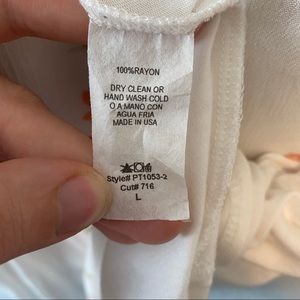 100%RAYON
DRY CLEAN OR
HAND WASH COLD
O A MANO CON
AGUA FRIA
MADE IN USA
Style# PT1053-2
Cut# 716
L